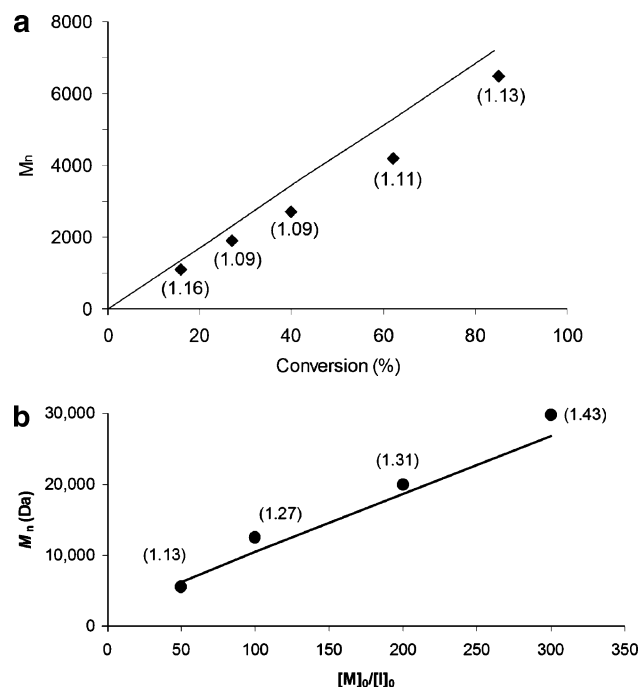 a
8000
6000
4000
2000
0
Mn
(1.16)
(1.09)
(1.09)
(1.11)
(1.13)
0 20 40 60 80 100
Conversion (%)
b
30,000
20,000
10,000
0
Mn (Da)
(1.13)
(1.27)
(1.31)
(1.43)
0 50 100 150 200 250 300 350
[M]0/[I]0